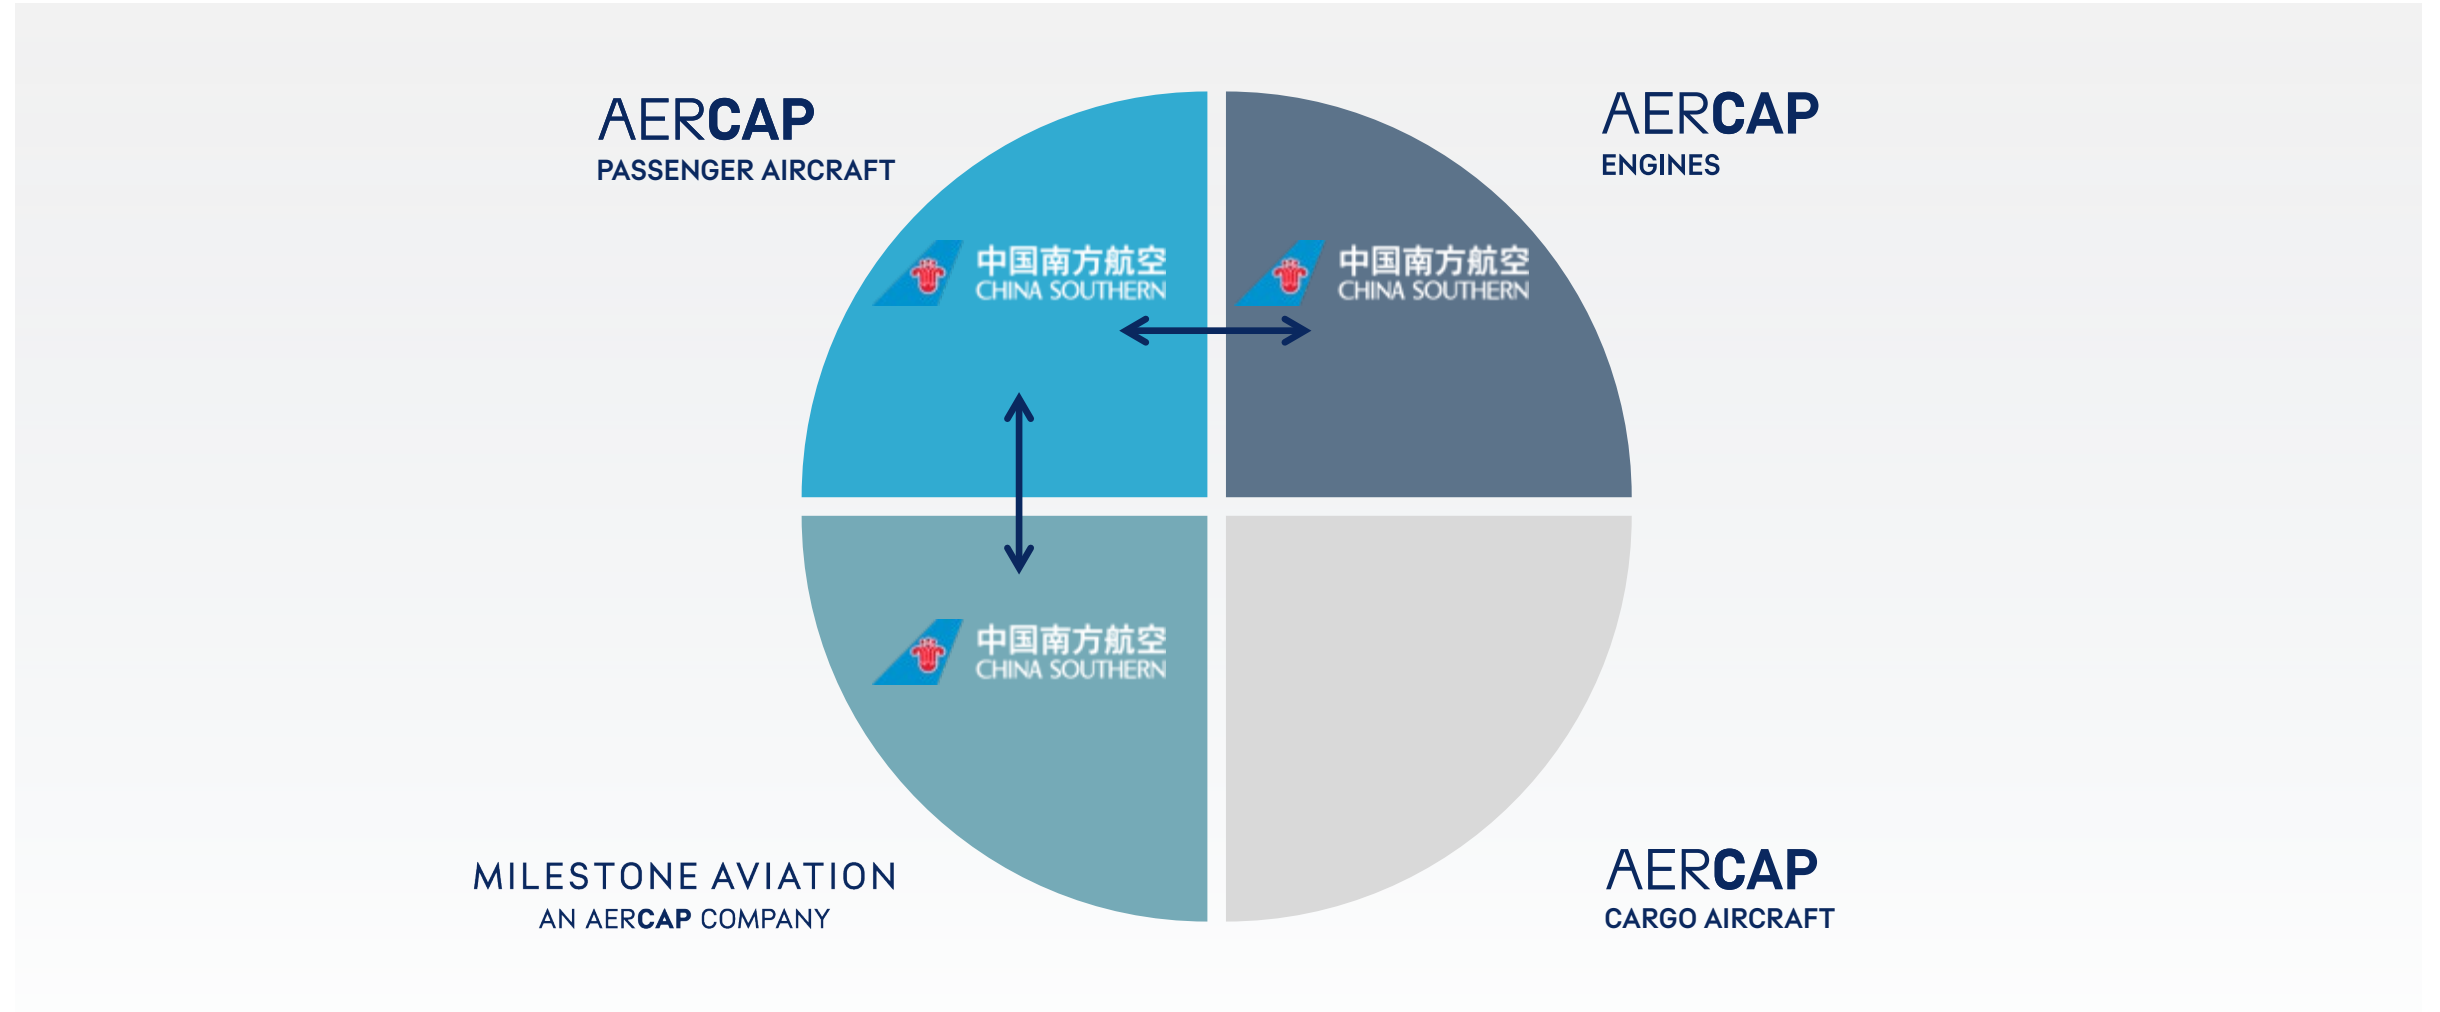 AERCAP
PASSENGER AIRCRAFT
AERCAP
ENGINES
中国南方航空
CHINA SOUTHERN
中国南方航空
CHINA SOUTHERN
中国南方航空
CHINA SOUTHERN
MILESTONE AVIATION
AN AERCAP COMPANY
AERCAP
CARGO AIRCRAFT